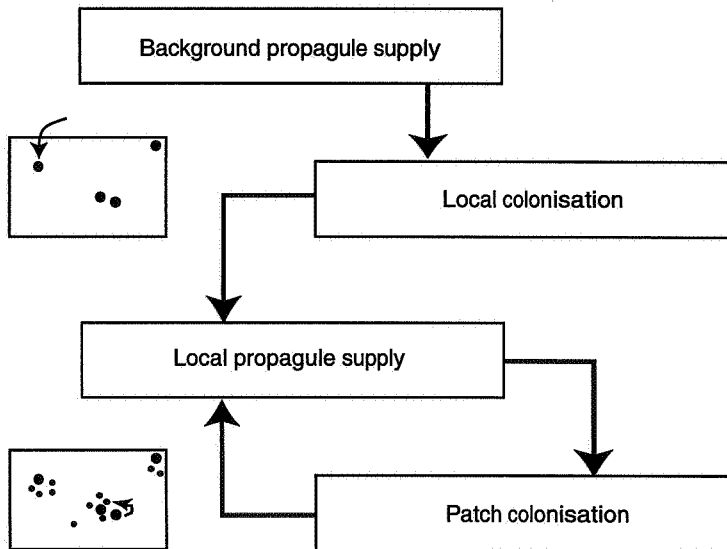 Background propagule supply
Local colonisation
Local propagule supply
Patch colonisation